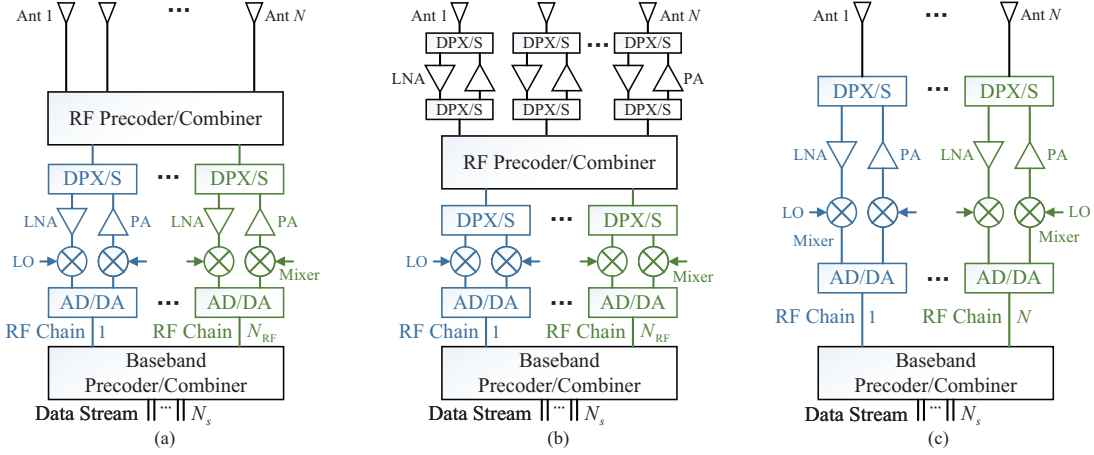 Ant 1 ... Ant N
RF Precoder/Combiner
DPX/S ... DPX/S
LNA PA LNA PA
LO Mixer
AD/DA ... AD/DA
RF Chain 1 RF Chain N_RF
Baseband
Precoder/Combiner
Data Stream ... N_s
(a)
Ant 1 Ant N
DPX/S DPX/S ... DPX/S
LNA PA
DPX/S DPX/S DPX/S
RF Precoder/Combiner
DPX/S ... DPX/S
LO Mixer
AD/DA ... AD/DA
RF Chain 1 RF Chain N_RF
Baseband
Precoder/Combiner
Data Stream ... N_s
(b)
Ant 1 ... Ant N
DPX/S ... DPX/S
LNA PA LNA PA
LO LO
Mixer Mixer
AD/DA ... AD/DA
RF Chain 1 RF Chain N
Baseband
Precoder/Combiner
Data Stream ... N_s
(c)